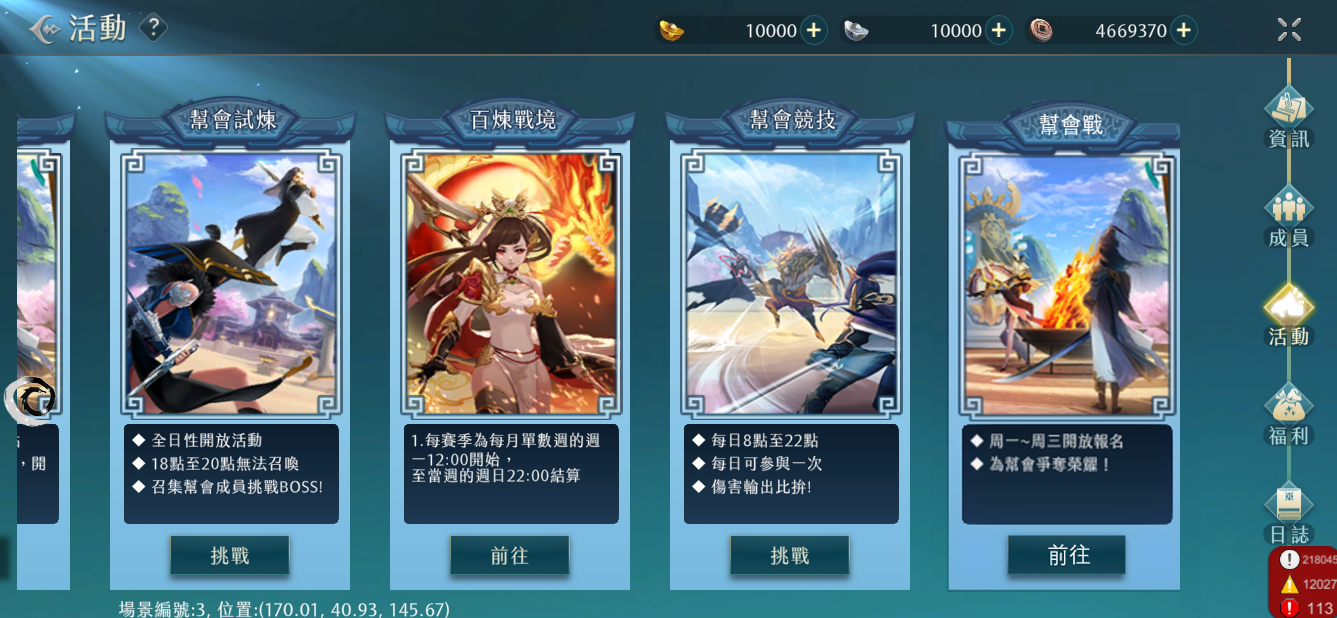 活動 ?
10000 +
10000 +
4669370 +
幫會試煉
百煉戰境
幫會競技
幫會戰
，開
◆ 全日性開放活動
◆ 18點至20點無法召喚
◆ 召集幫會成員挑戰BOSS!
1.每賽季為每月單數週的週
一12:00開始，
至當週的週日22:00結算
◆ 每日8點至22點
◆ 每日可參與一次
◆ 傷害輸出比拚!
◆ 周一~周三開放報名
◆ 為幫會爭奪榮耀！
挑戰
前往
挑戰
前往
資訊
成員
活動
福利
日誌
218045
12027
113
場景編號:3, 位置:(170.01, 40.93, 145.67)